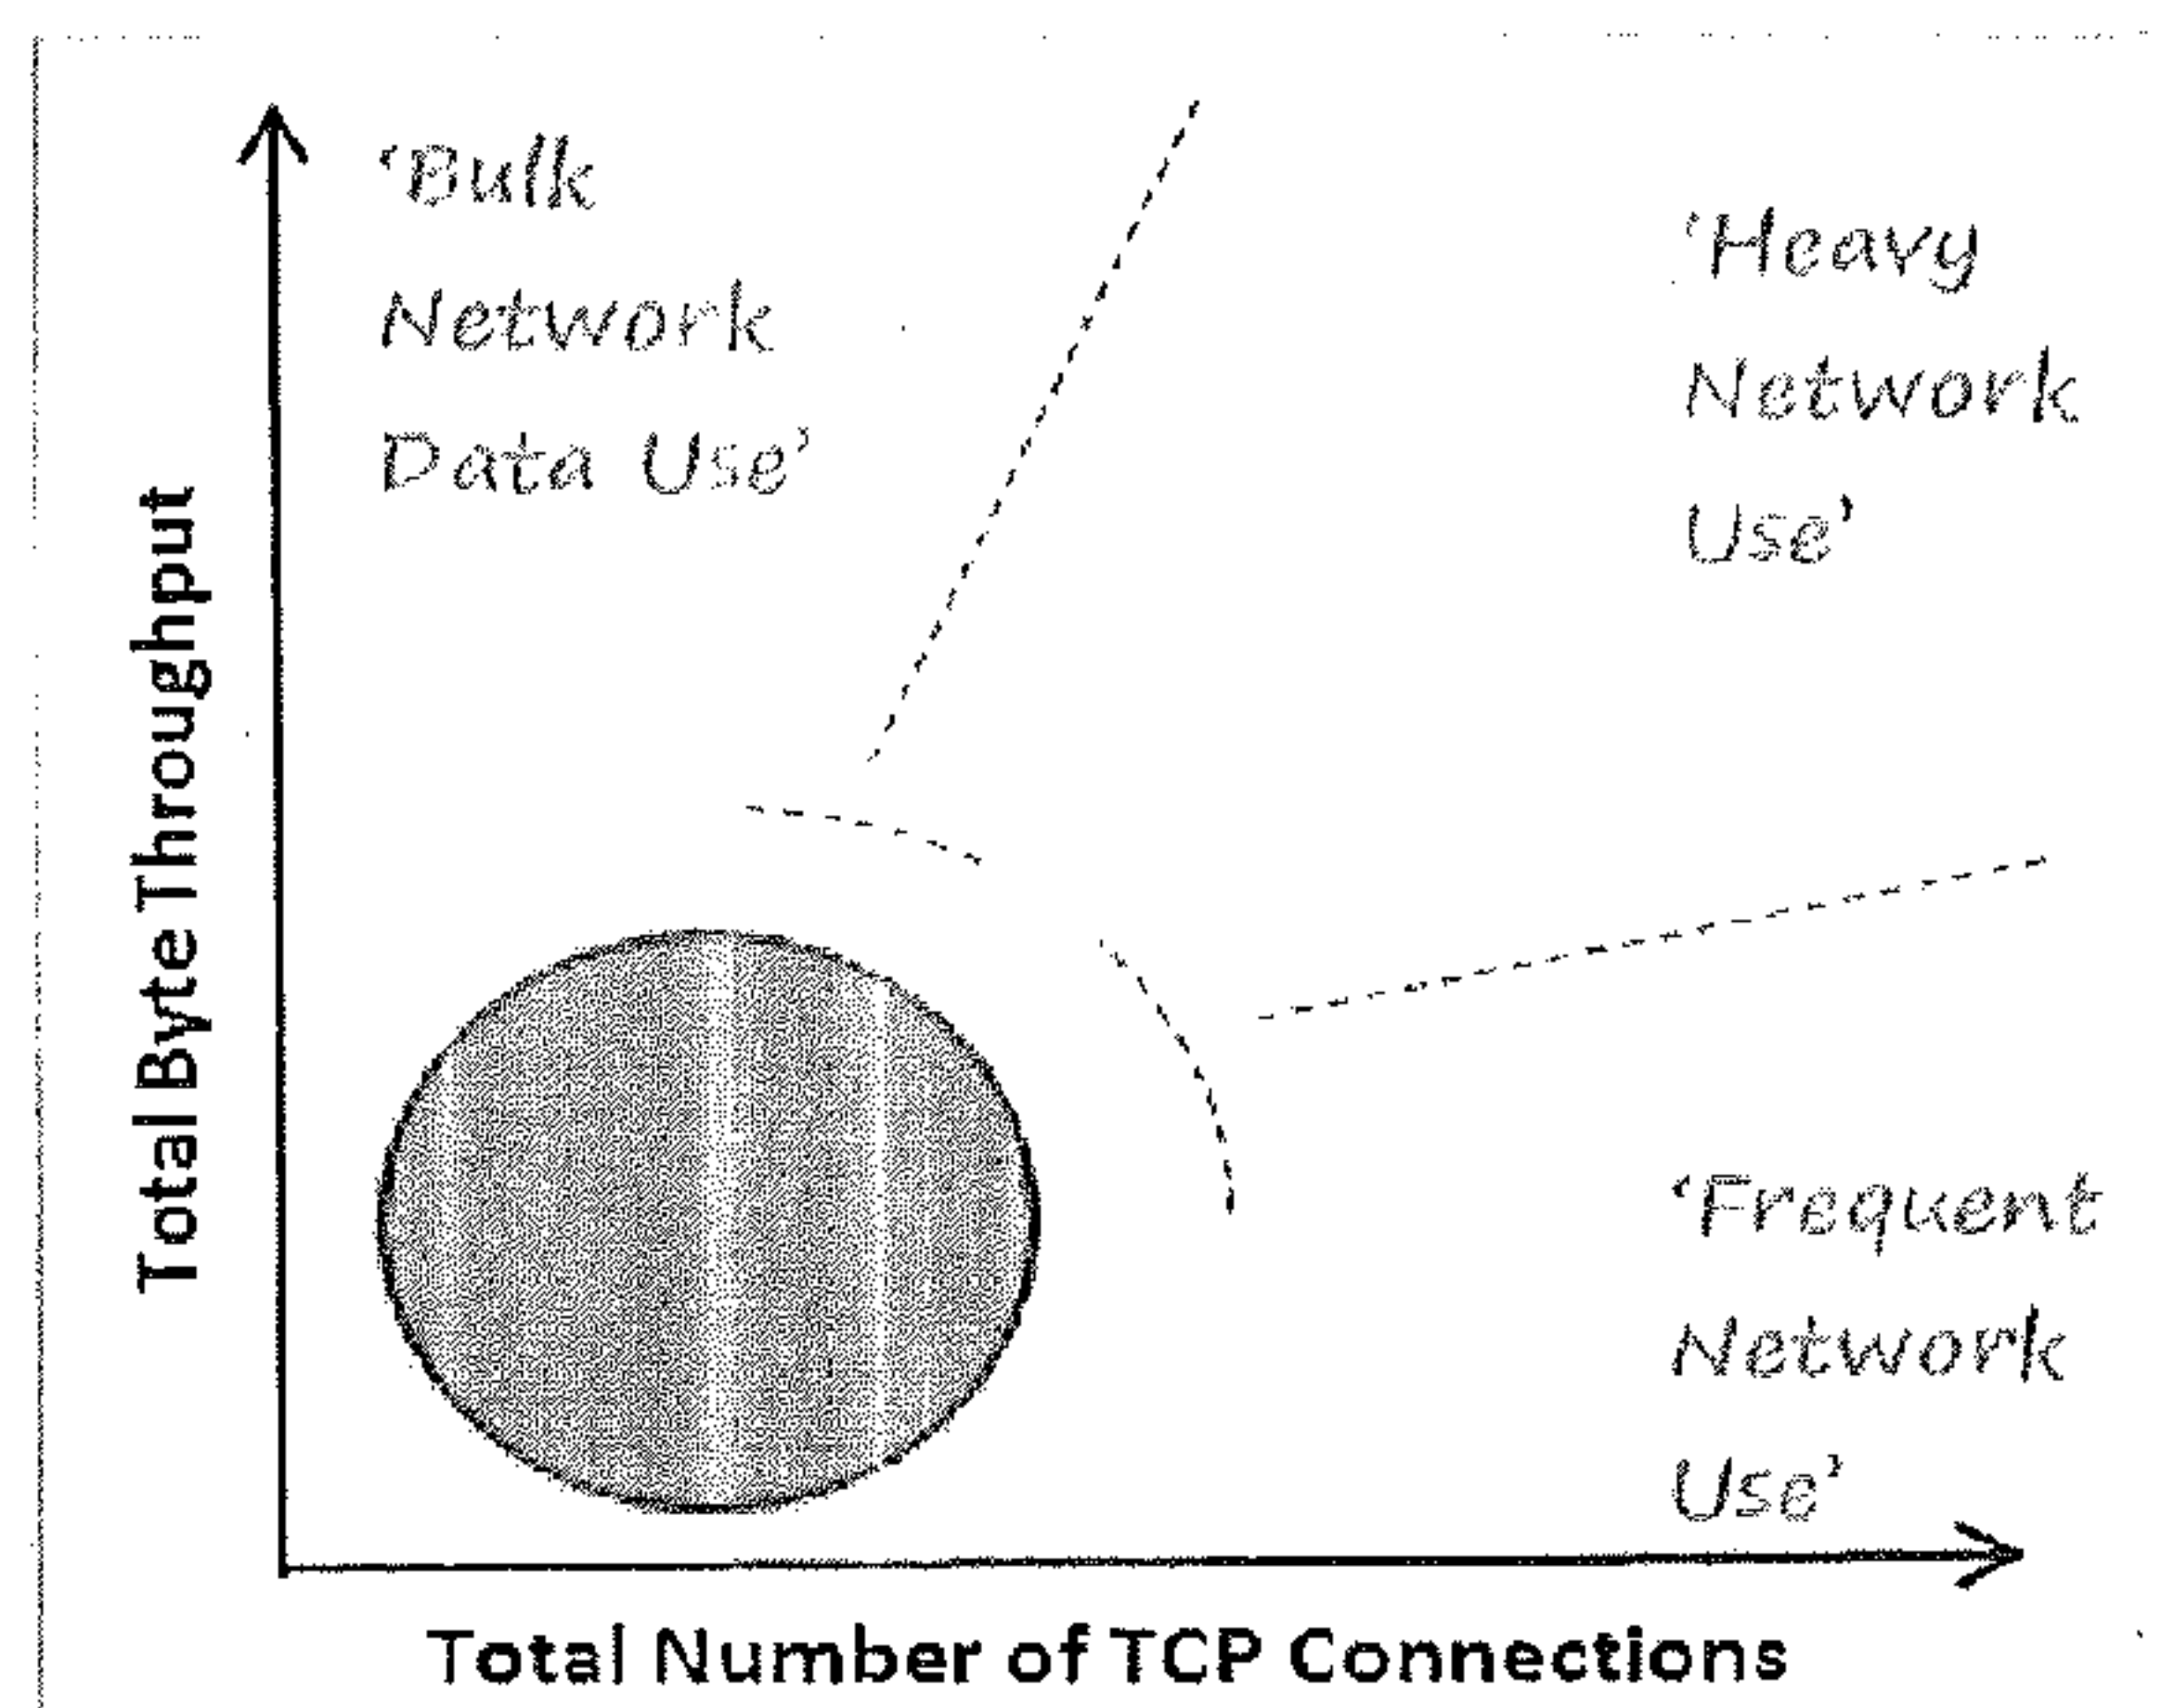 ‘Bulk
Network
Data Use’
‘Heavy
Network
Use’
Total Byte Throughput
‘Frequent
Network
Use’
Total Number of TCP Connections